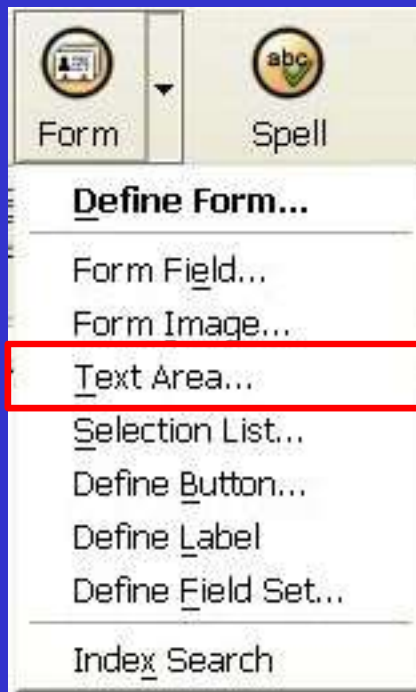 abc
Form Spell
Define Form...
Form Field...
Form Image...
Text Area...
Selection List...
Define Button...
Define Label
Define Field Set...
Index Search